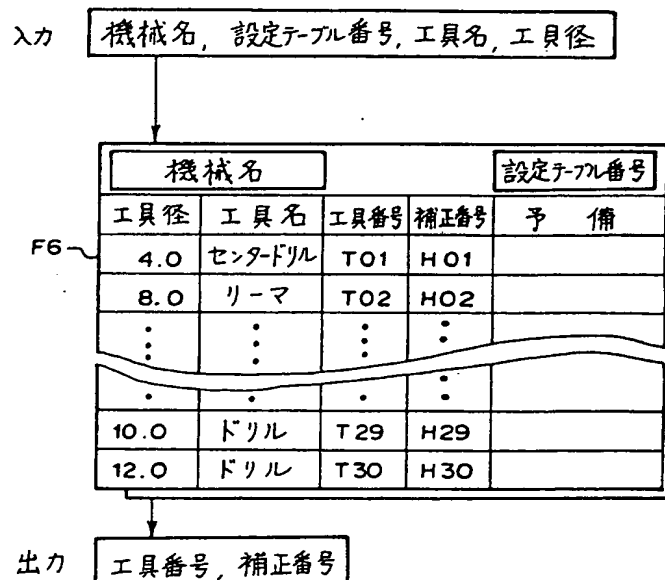 入力 機械名, 設定テーブル番号, 工具名, 工具径
機械名 設定テーブル番号
工具径 工具名 工具番号 補正番号 予備
F6 4.0 センタードリル T01 H01
8.0 リーマ T02 H02
10.0 ドリル T29 H29
12.0 ドリル T30 H30
出力 工具番号, 補正番号